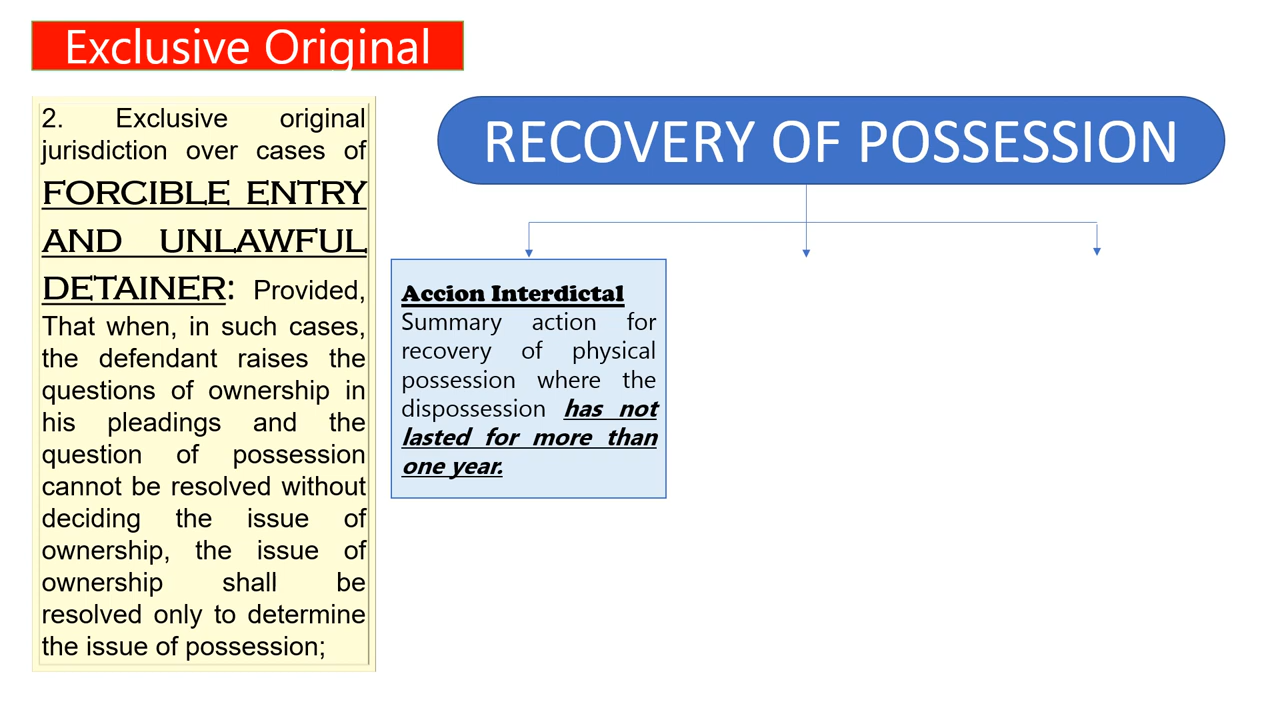 Exclusive Original
2. Exclusive original
jurisdiction over cases of
FORCIBLE ENTRY
AND UNLAWFUL
DETAINER: Provided,
That when, in such cases,
the defendant raises the
questions of ownership in
his pleadings and the
question of possession
cannot be resolved without
deciding the issue of
ownership, the issue of
ownership shall be
resolved only to determine
the issue of possession;
RECOVERY OF POSSESSION
Accion Interdictal
Summary action for
recovery of physical
possession where the
dispossession has not
lasted for more than
one year.